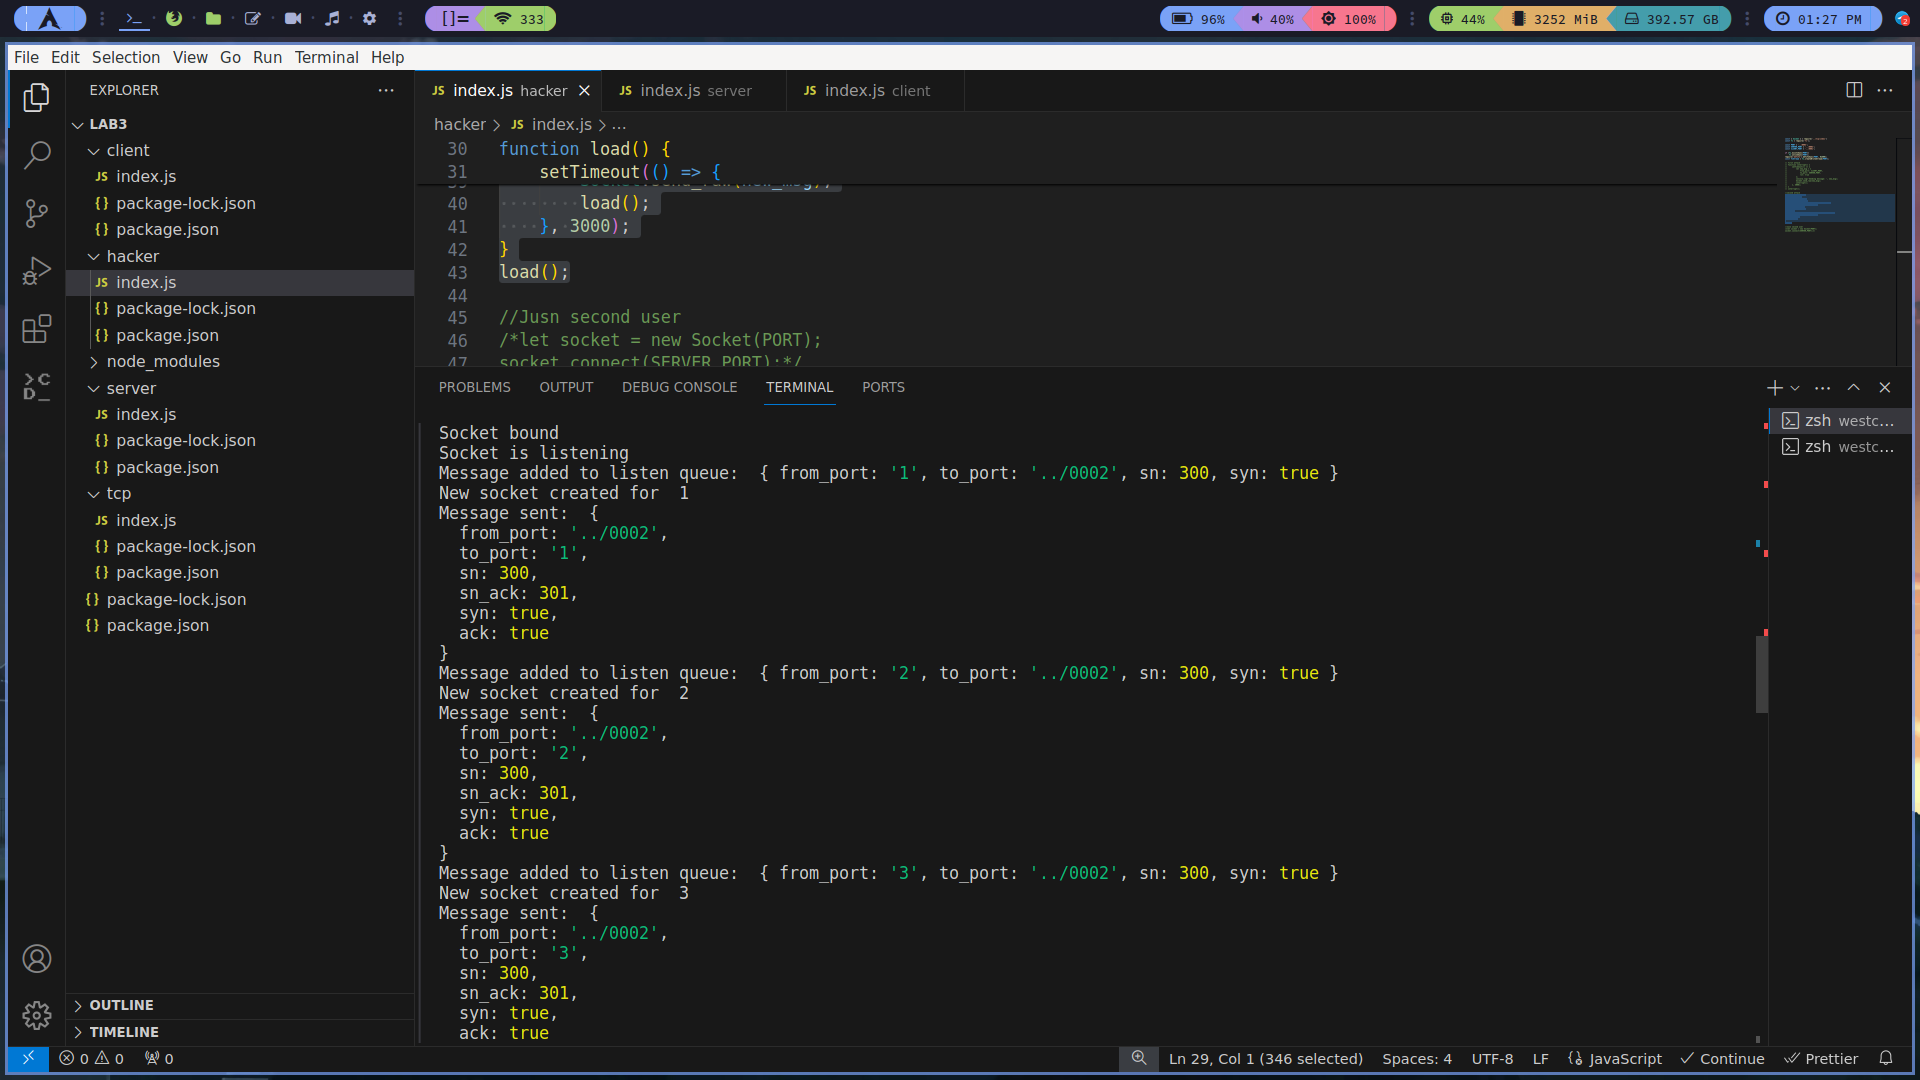 []= 333 96% 40% 100% 44% 3252 MiB 392.57 GB 01:27 PM 2
File Edit Selection View Go Run Terminal Help
EXPLORER
LAB3
client
JS index.js
{} package-lock.json
{} package.json
hacker
JS index.js
{} package-lock.json
{} package.json
node_modules
server
JS index.js
{} package-lock.json
{} package.json
tcp
JS index.js
{} package-lock.json
{} package.json
{} package-lock.json
{} package.json
OUTLINE
TIMELINE
JS index.js hacker JS index.js server JS index.js client
hacker > JS index.js > ...
30 function load() {
31     setTimeout(() => {
40         load();
41     }, 3000);
42 }
43 load();
44
45 //Jusn second user
46 /*let socket = new Socket(PORT);
47 socket.connect(SERVER_PORT);*/
PROBLEMS OUTPUT DEBUG CONSOLE TERMINAL PORTS
zsh westc...
zsh westc...
Socket bound
Socket is listening
Message added to listen queue:  { from_port: '1', to_port: '../0002', sn: 300, syn: true }
New socket created for  1
Message sent:  {
  from_port: '../0002',
  to_port: '1',
  sn: 300,
  sn_ack: 301,
  syn: true,
  ack: true
}
Message added to listen queue:  { from_port: '2', to_port: '../0002', sn: 300, syn: true }
New socket created for  2
Message sent:  {
  from_port: '../0002',
  to_port: '2',
  sn: 300,
  sn_ack: 301,
  syn: true,
  ack: true
}
Message added to listen queue:  { from_port: '3', to_port: '../0002', sn: 300, syn: true }
New socket created for  3
Message sent:  {
  from_port: '../0002',
  to_port: '3',
  sn: 300,
  sn_ack: 301,
  syn: true,
  ack: true
0 0 0 Ln 29, Col 1 (346 selected) Spaces: 4 UTF-8 LF JavaScript Continue Prettier